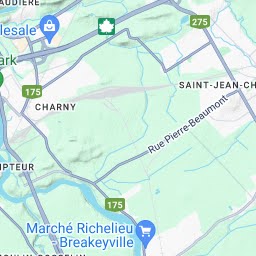 AUDIÈRE
275
lesale
ark
SAINT-JEAN-CH
175
CHARNY
Rue Pierre-Beaumont
MPTEUR
175
Marché Richelieu
- Breakeyville